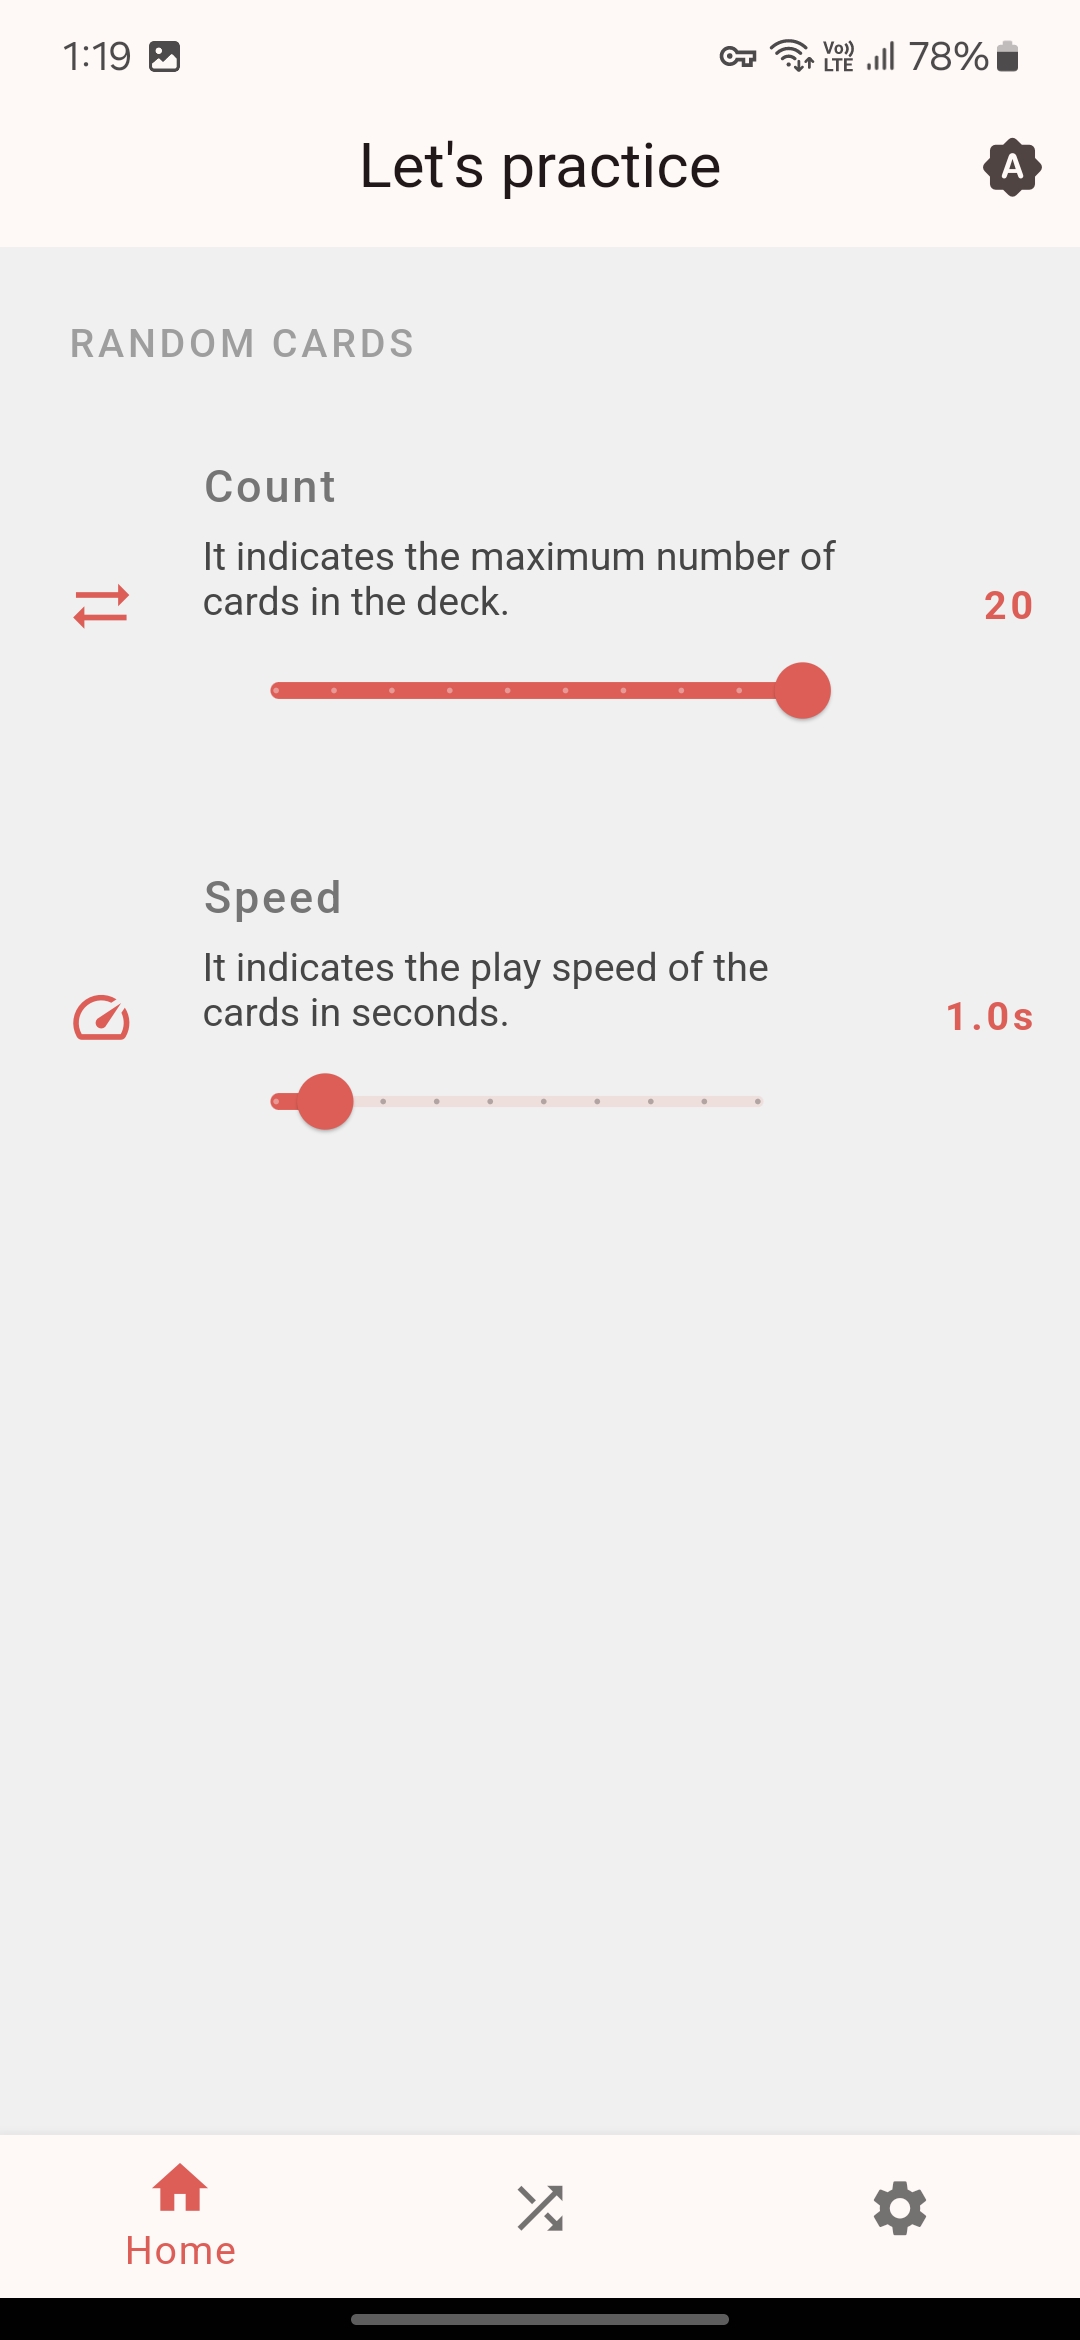 1:19
Vo)) LTE 78%
Let's practice
A
RANDOM CARDS
Count
It indicates the maximum number of
cards in the deck.
20
Speed
It indicates the play speed of the
cards in seconds.
1.0s
Home